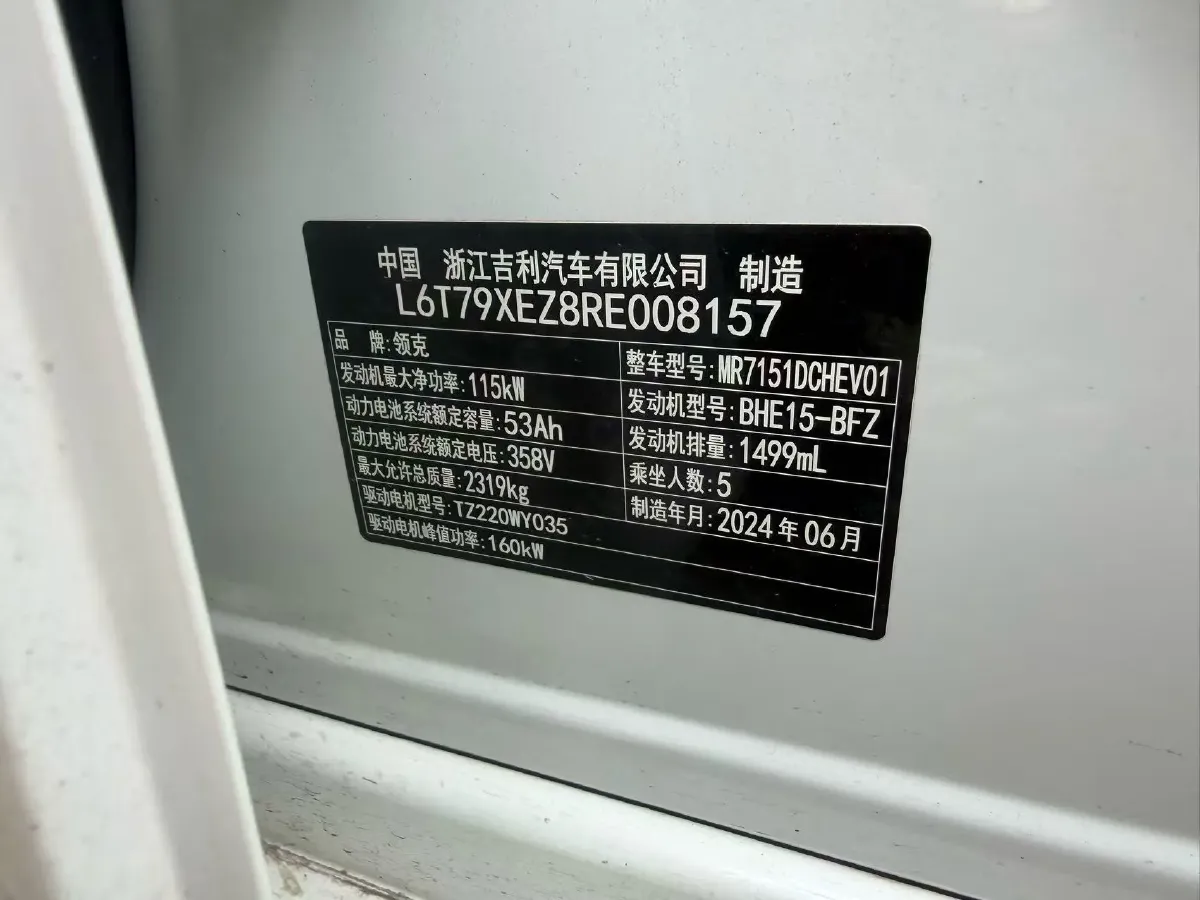 中国 浙江吉利汽车有限公司 制造
L6T79XEZ8RE008157
品 牌:领克
整车型号:MR7151DCHEV01
发动机最大净功率:115kW
发动机型号:BHE15-BFZ
动力电池系统额定容量:53Ah
发动机排量:1499mL
动力电池系统额定电压:358V
乘坐人数:5
最大允许总质量:2319kg
制造年月:2024年06月
驱动电机型号:TZ220WY035
驱动电机峰值功率:160kW